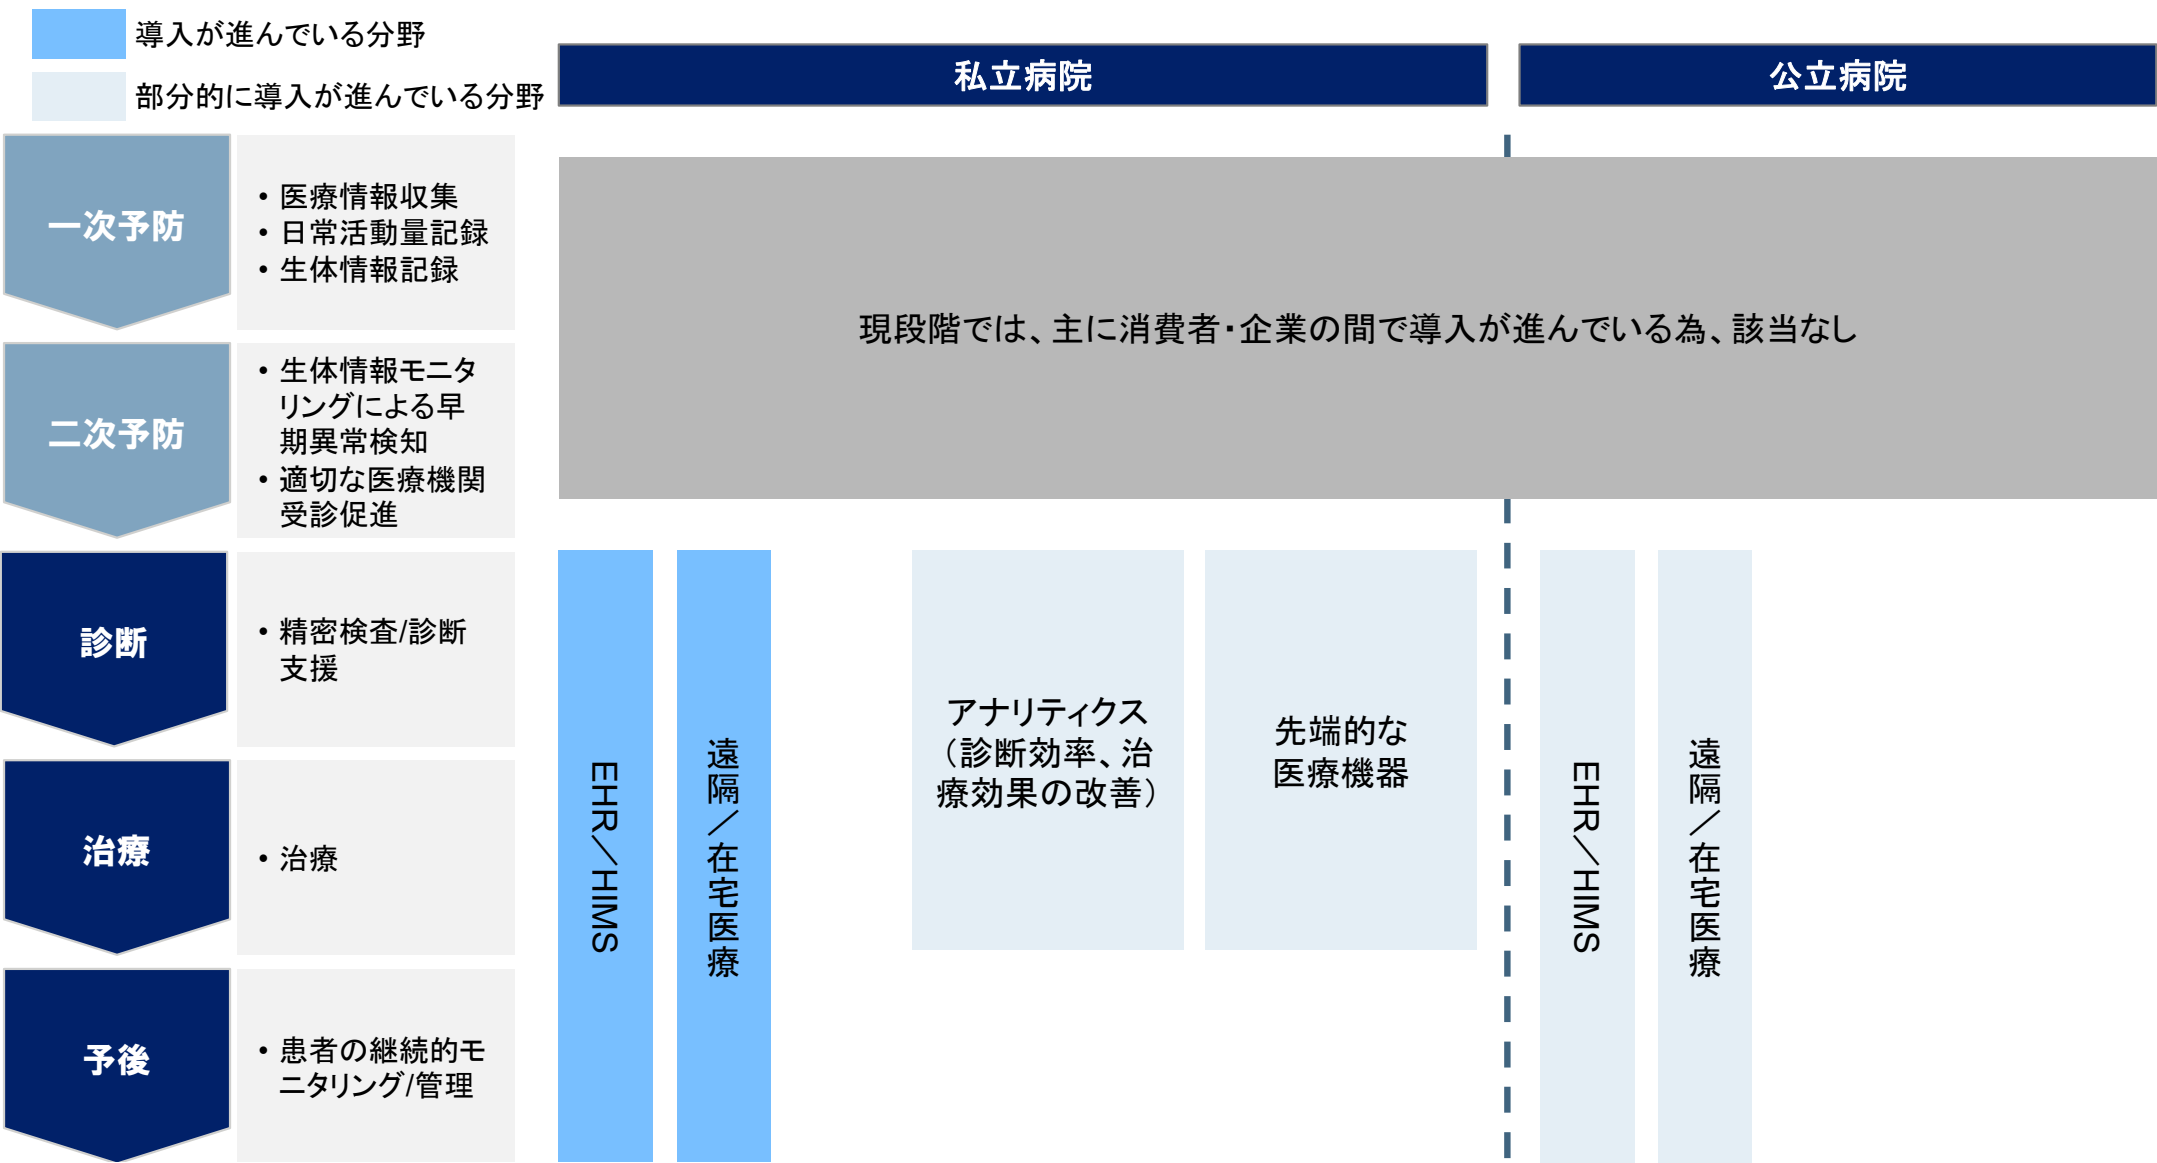 導入が進んでいる分野
部分的に導入が進んでいる分野
私立病院
公立病院
一次予防
・医療情報収集
・日常活動量記録
・生体情報記録
現段階では、主に消費者・企業の間で導入が進んでいる為、該当なし
二次予防
・生体情報モニタ
リングによる早
期異常検知
・適切な医療機関
受診促進
診断
・精密検査/診断
支援
治療
・治療
予後
・患者の継続的モ
ニタリング/管理
EHR／HIMS
遠隔／在宅医療
アナリティクス
（診断効率、治
療効果の改善）
先端的な
医療機器
EHR／HIMS
遠隔／在宅医療